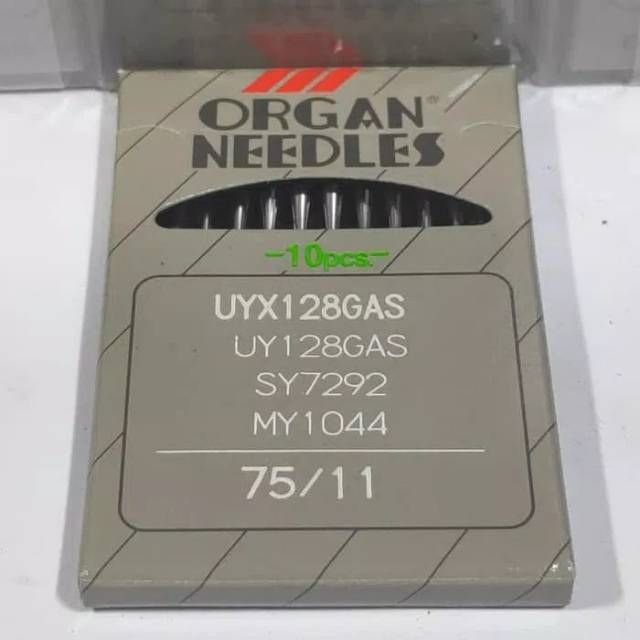 ORGAN®
NEEDLES
-10pcs.-
UYX128GAS
UY128GAS
SY7292
MY1044
75/11